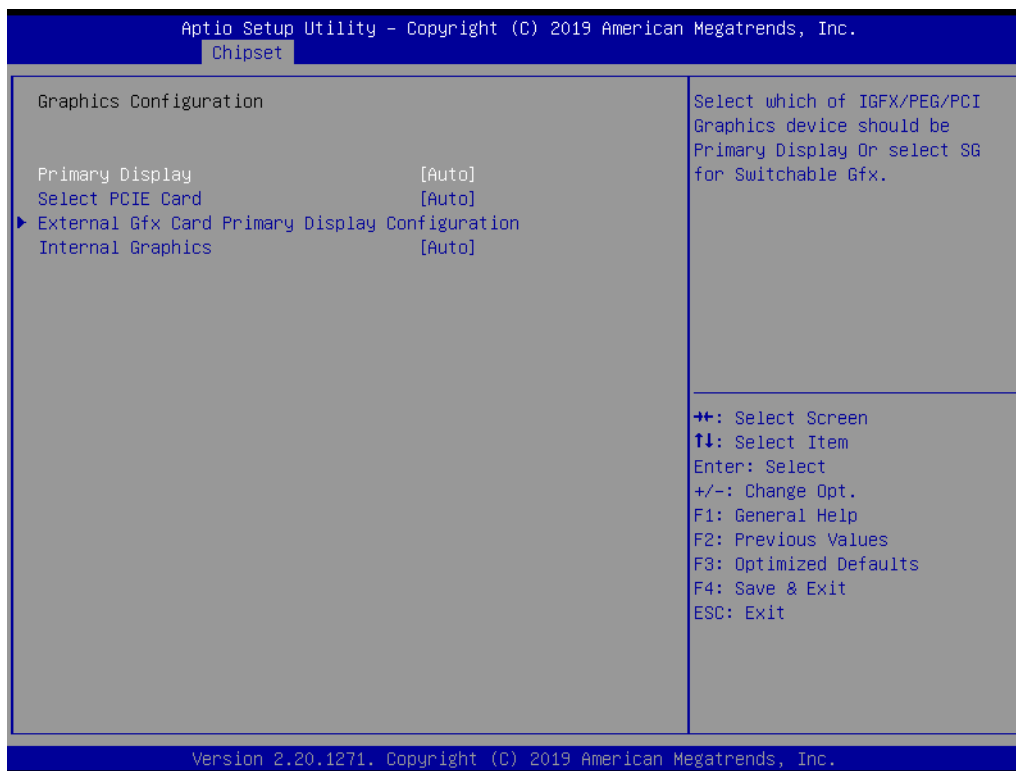 Aptio Setup Utility – Copyright (C) 2019 American Megatrends, Inc.
Chipset
Graphics Configuration
Primary Display [Auto]
Select PCIE Card [Auto]
External Gfx Card Primary Display Configuration
Internal Graphics [Auto]
Select which of IGFX/PEG/PCI
Graphics device should be
Primary Display Or select SG
for Switchable Gfx.
→←: Select Screen
↑↓: Select Item
Enter: Select
+/-: Change Opt.
F1: General Help
F2: Previous Values
F3: Optimized Defaults
F4: Save & Exit
ESC: Exit
Version 2.20.1271. Copyright (C) 2019 American Megatrends, Inc.